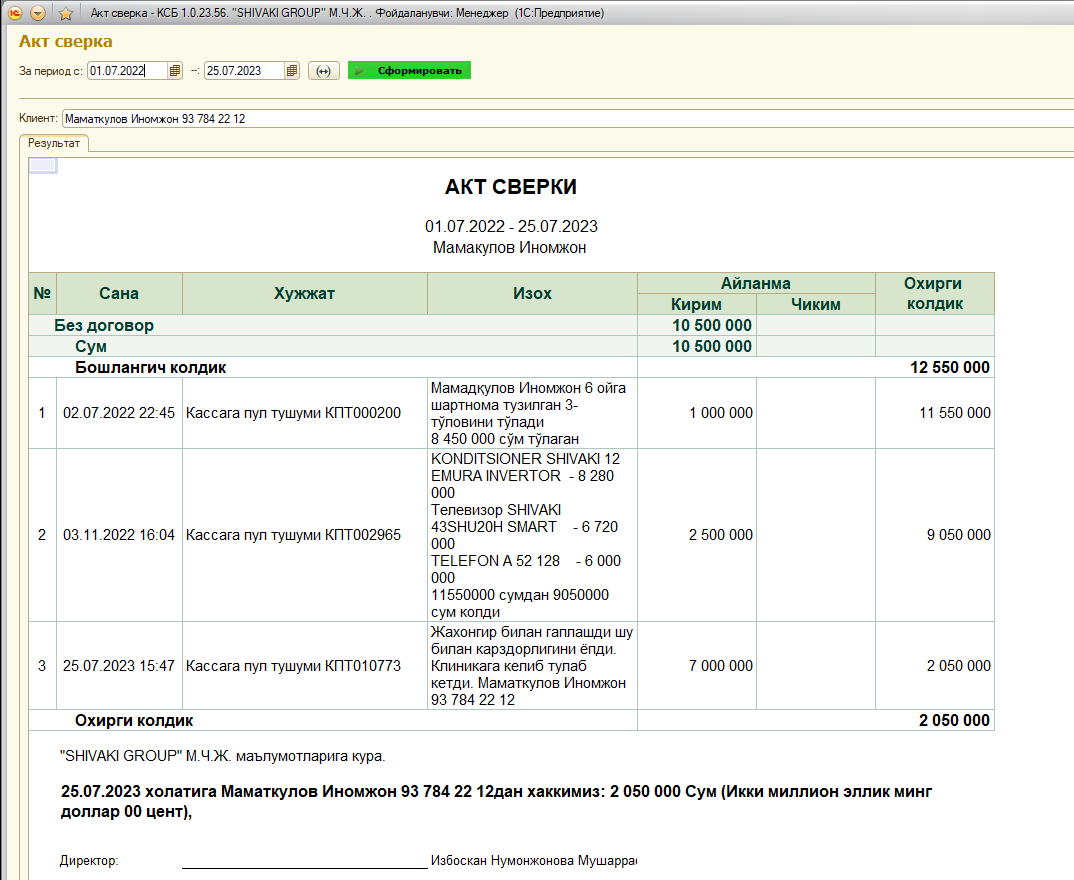 Акт сверка - КСБ 1.0.23.56. "SHIVAKI GROUP" М.Ч.Ж. . Фойдаланувчи: Менеджер (1С:Предприятие)
Акт сверка
За период с: 01.07.2022 --: 25.07.2023 (↔) Сформировать
Клиент: Маматкулов Иномжон 93 784 22 12
Результат
АКТ СВЕРКИ
01.07.2022 - 25.07.2023
Мамакулов Иномжон
№ Сана Хужжат Изох Айланма Охирги колдик
Кирим Чиким
Без договор 10 500 000
Сум 10 500 000
Бошлангич колдик 12 550 000
1 02.07.2022 22:45 Кассага пул тушуми КПТ000200
Мамадкулов Иномжон 6 ойга
шартнома тузилган 3-
тўловини тўлади
8 450 000 сўм тўлаган
1 000 000 11 550 000
2 03.11.2022 16:04 Кассага пул тушуми КПТ002965
KONDITSIONER SHIVAKI 12
EMURA INVERTOR - 8 280
000
Телевизор SHIVAKI
43SHU20H SMART - 6 720
000
TELEFON A 52 128 - 6 000
000
11550000 сумдан 9050000
сум колди
2 500 000 9 050 000
3 25.07.2023 15:47 Кассага пул тушуми КПТ010773
Жахонгир билан гаплашди шу
билан карздорлигини ёпди.
Клиникага келиб тулаб
кетди. Маматкулов Иномжон
93 784 22 12
7 000 000 2 050 000
Охирги колдик 2 050 000
"SHIVAKI GROUP" М.Ч.Ж. маълумотларига кура.
25.07.2023 холатига Маматкулов Иномжон 93 784 22 12дан хаккимиз: 2 050 000 Сум (Икки миллион эллик минг
доллар 00 цент),
Директор: Избоскан Нумонжонова Мушаррас